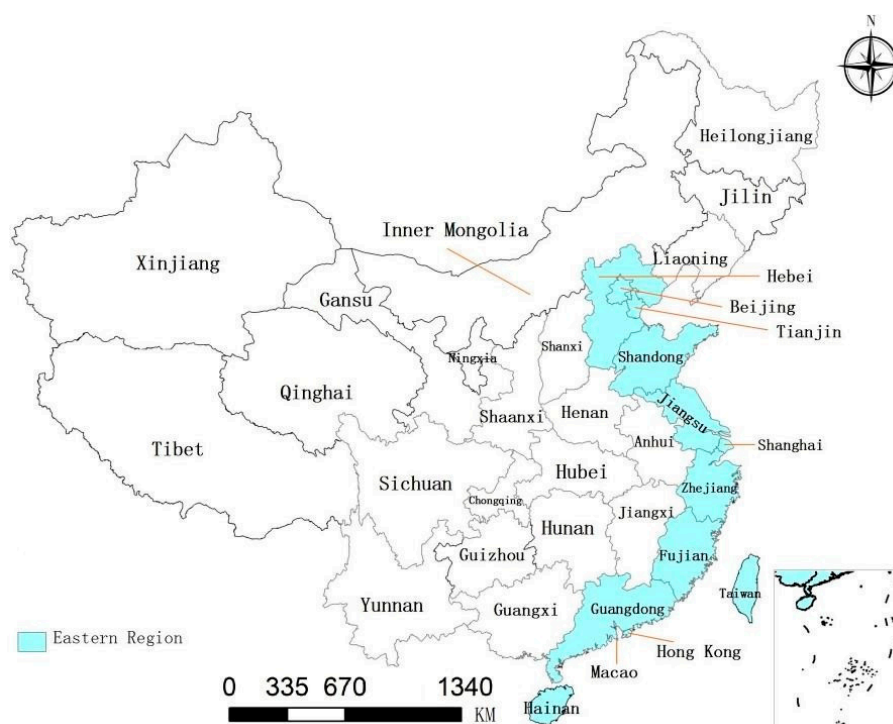 N
Heilongjiang
Jilin
Inner Mongolia
Xinjiang
Liaoning
Hebei
Gansu
Beijing
Tianjin
Shanxi
Ningxia
Shandong
Qinghai
Shaanxi
Henan
Jiangsu
Tibet
Anhui
Shanghai
Hubei
Sichuan
Zhejiang
Chongqing
Jiangxi
Hunan
Guizhou
Fujian
Taiwan
Yunnan
Guangxi
Guangdong
Eastern Region
Hong Kong
Macao
0 335 670 1340
KM
Hainan